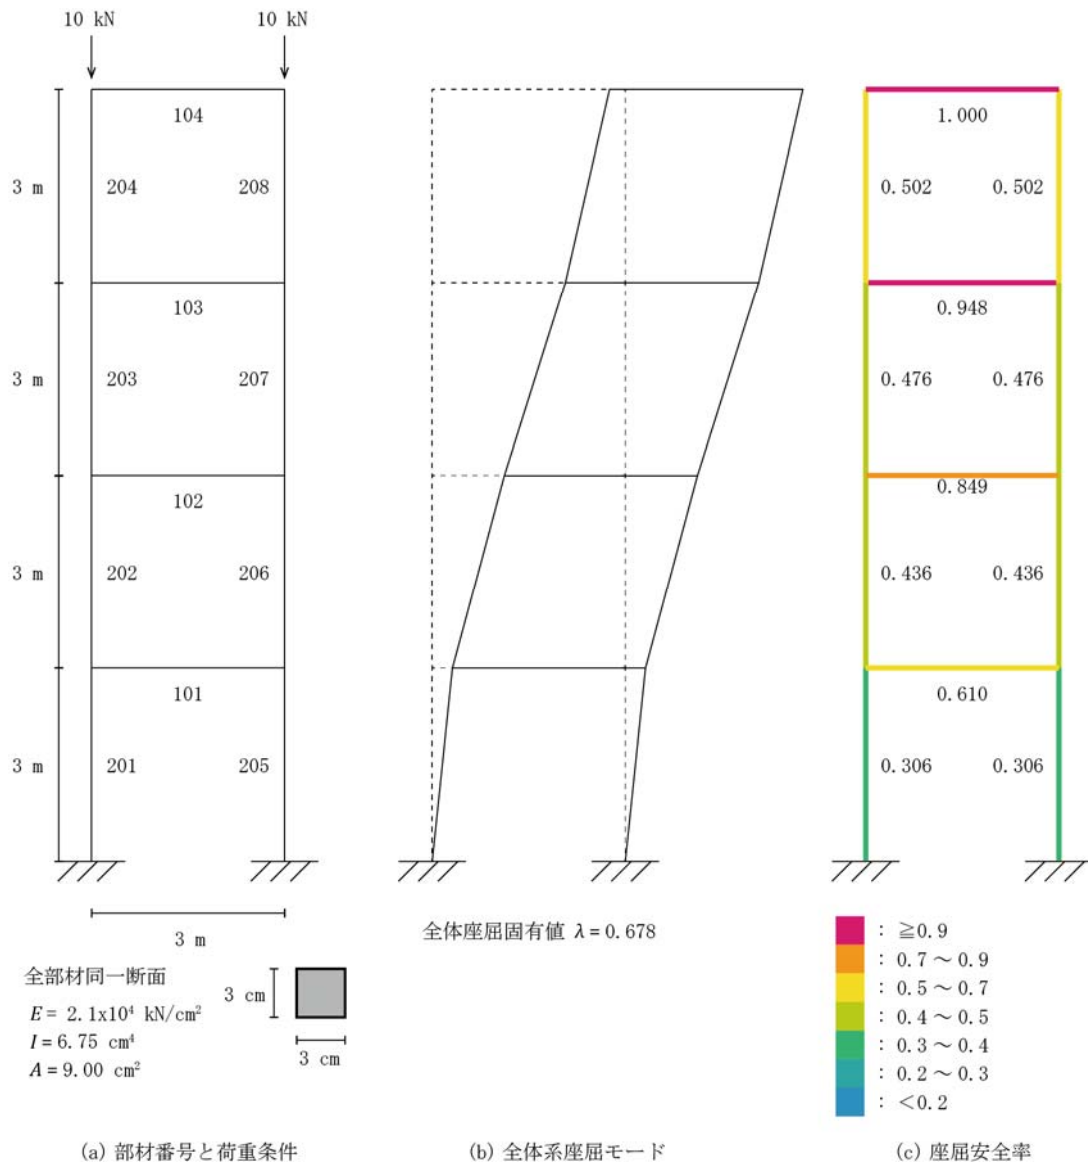 10 kN 10 kN
104 1.000
3 m 204 208 0.502 0.502
103 0.948
3 m 203 207 0.476 0.476
102 0.849
3 m 202 206 0.436 0.436
101 0.610
3 m 201 205 0.306 0.306
3 m
全体座屈固有値 λ=0.678
全部材同一断面
E = 2.1x10⁴ kN/cm²
I=6.75 cm⁴
A=9.00 cm²
3 cm
3 cm
: ≧0.9
: 0.7～0.9
: 0.5～0.7
: 0.4～0.5
: 0.3～0.4
: 0.2～0.3
: <0.2
(a) 部材番号と荷重条件
(b) 全体系座屈モード
(c) 座屈安全率